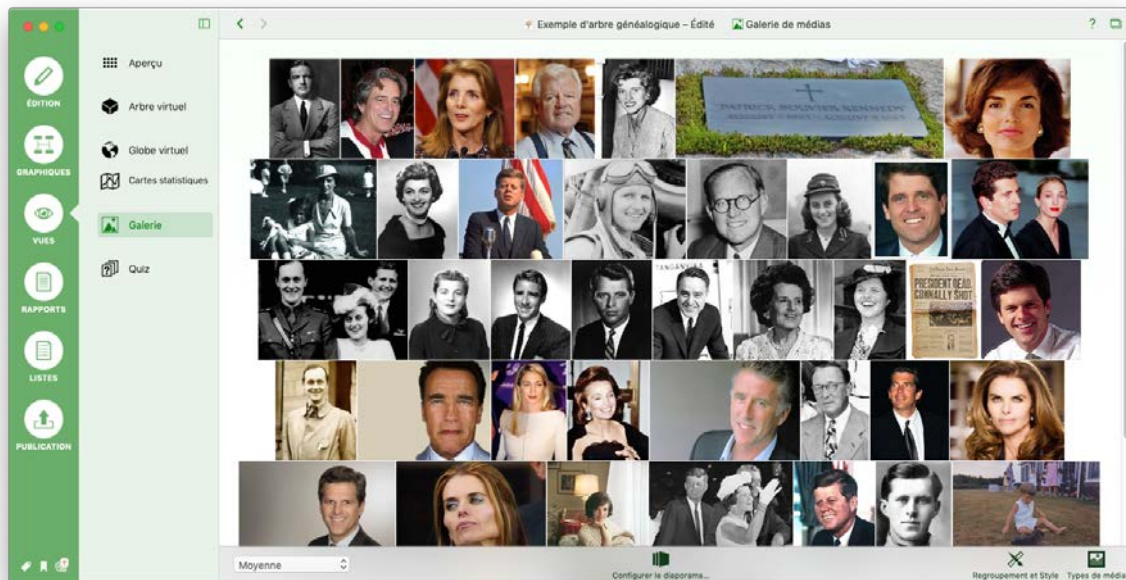 Exemple d'arbre généalogique – Édité
Galerie de médias
?
ÉDITION
GRAPHIQUES
VUES
RAPPORTS
LISTES
PUBLICATION
Aperçu
Arbre virtuel
Globe virtuel
Cartes statistiques
Galerie
Quiz
PATRICK BOUVIER KENNEDY
TANGANYIKA
PRESIDENT DEAD,
CONNALLY SHOT
Moyenne
Configurer le diaporama...
Regroupement et Style
Types de média